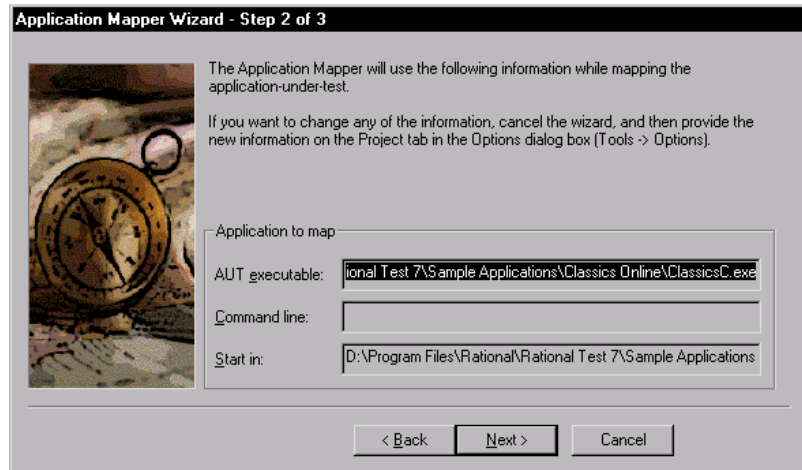 Application Mapper Wizard - Step 2 of 3
The Application Mapper will use the following information while mapping the
application-under-test.
If you want to change any of the information, cancel the wizard, and then provide the
new information on the Project tab in the Options dialog box (Tools -> Options).
Application to map
AUT executable: ional Test 7\Sample Applications\Classics Online\ClassicsC.exe
Command line:
Start in: D:\Program Files\Rational\Rational Test 7\Sample Applications
< Back Next > Cancel